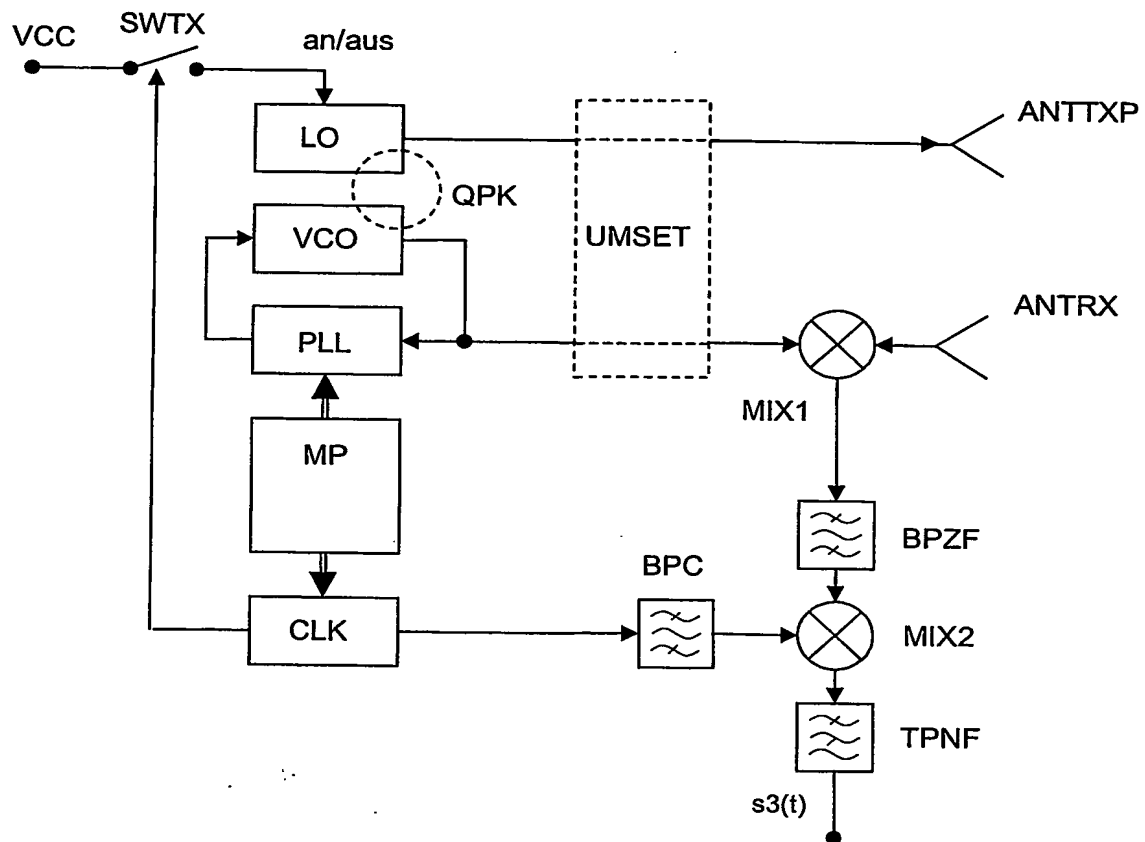 VCC
SWTX
an/aus
LO
ANTTXP
QPK
VCO
UMSET
PLL
ANTRX
MIX1
MP
BPZF
BPC
CLK
MIX2
TPNF
s3(t)